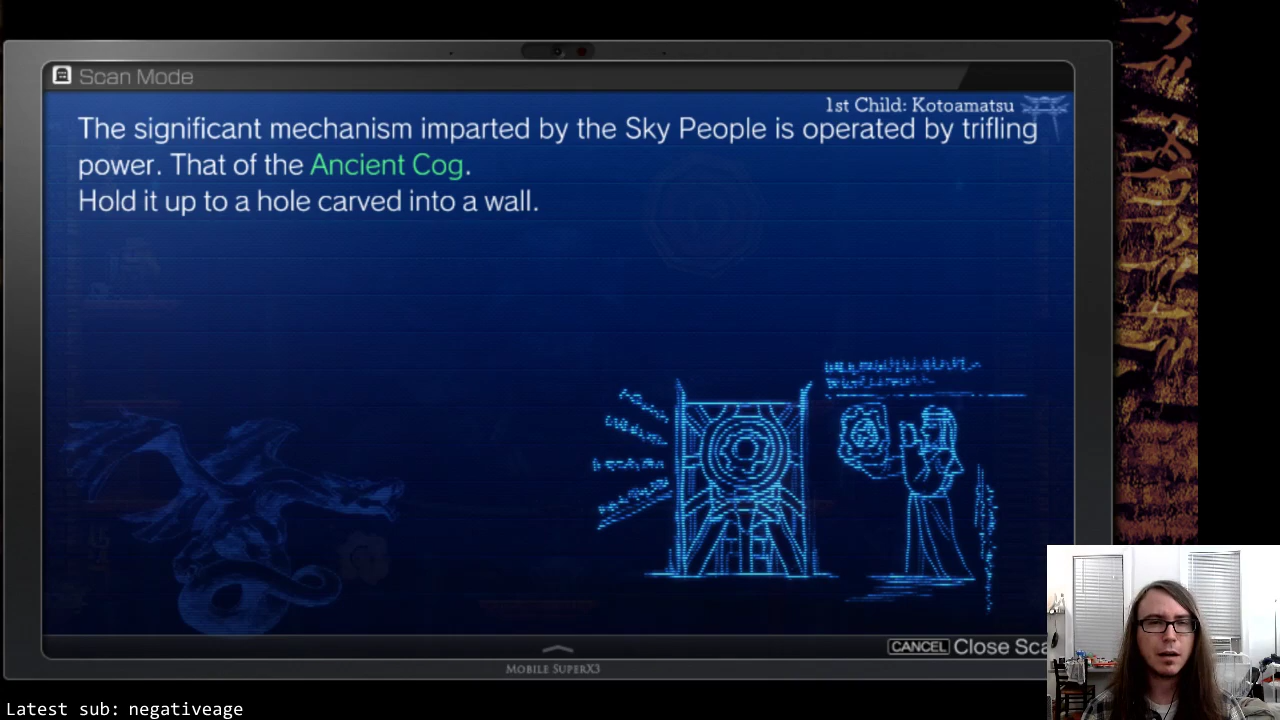 Scan Mode
1st Child: Kotoamatsu
The significant mechanism imparted by the Sky People is operated by trifling
power. That of the Ancient Cog.
Hold it up to a hole carved into a wall.
CANCEL Close Sca
MOBILE SUPERX3
Latest sub: negativeage